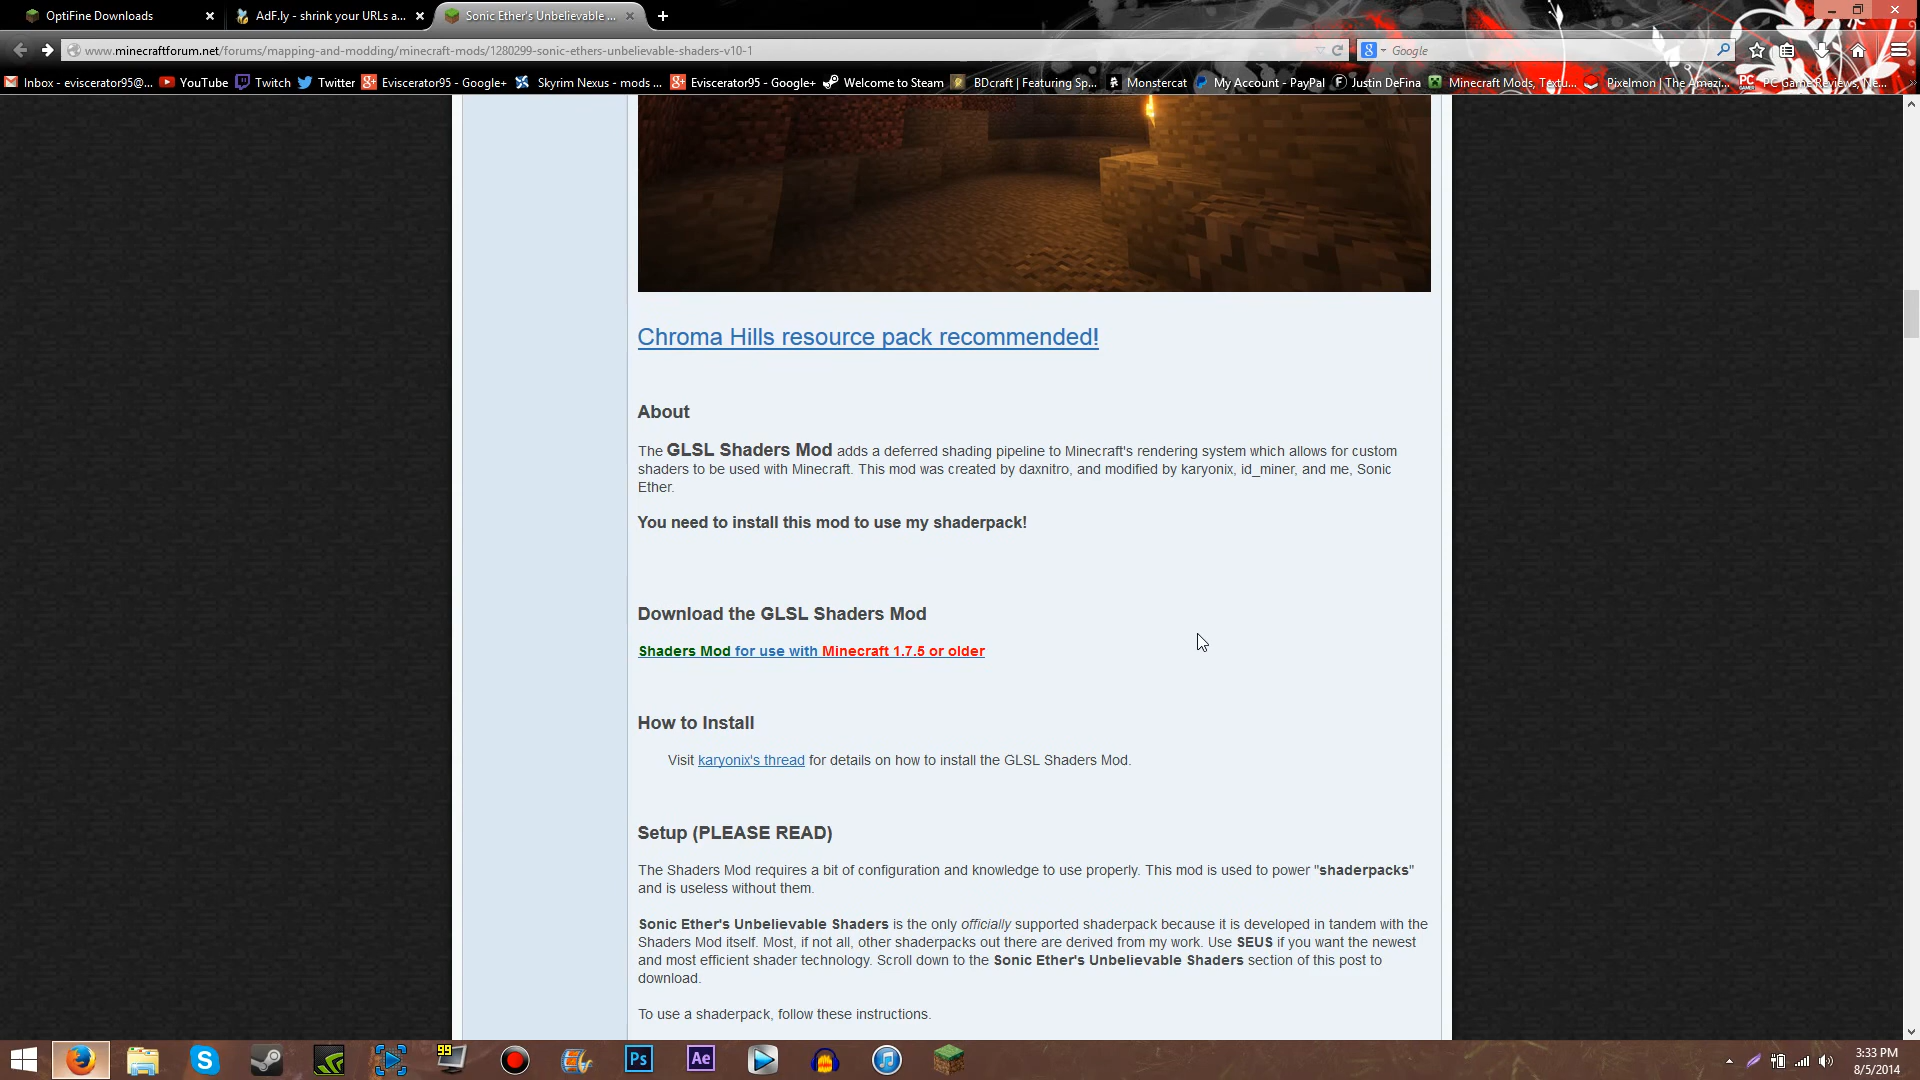 OptiFine Downloads
AdF.ly - shrink your URLs a...
Sonic Ether's Unbelievable ...
www.minecraftforum.net/forums/mapping-and-modding/minecraft-mods/1280299-sonic-ethers-unbelievable-shaders-v10-1
Google
Inbox - eviscerator95@... YouTube Twitch Twitter Eviscerator95 - Google+ Skyrim Nexus - mods ... Eviscerator95 - Google+ Welcome to Steam BDcraft | Featuring Sp... Monstercat My Account - PayPal Justin DeFina Minecraft Mods, Textu... Pixelmon | The Amazi... PC Game Reviews, Ne...
Chroma Hills resource pack recommended!
About
The GLSL Shaders Mod adds a deferred shading pipeline to Minecraft's rendering system which allows for custom
shaders to be used with Minecraft. This mod was created by daxnitro, and modified by karyonix, id_miner, and me, Sonic
Ether.
You need to install this mod to use my shaderpack!
Download the GLSL Shaders Mod
Shaders Mod for use with Minecraft 1.7.5 or older
How to Install
Visit karyonix's thread for details on how to install the GLSL Shaders Mod.
Setup (PLEASE READ)
The Shaders Mod requires a bit of configuration and knowledge to use properly. This mod is used to power "shaderpacks"
and is useless without them.
Sonic Ether's Unbelievable Shaders is the only officially supported shaderpack because it is developed in tandem with the
Shaders Mod itself. Most, if not all, other shaderpacks out there are derived from my work. Use SEUS if you want the newest
and most efficient shader technology. Scroll down to the Sonic Ether's Unbelievable Shaders section of this post to
download.
To use a shaderpack, follow these instructions.
99
Ps
Ae
3:33 PM
8/5/2014